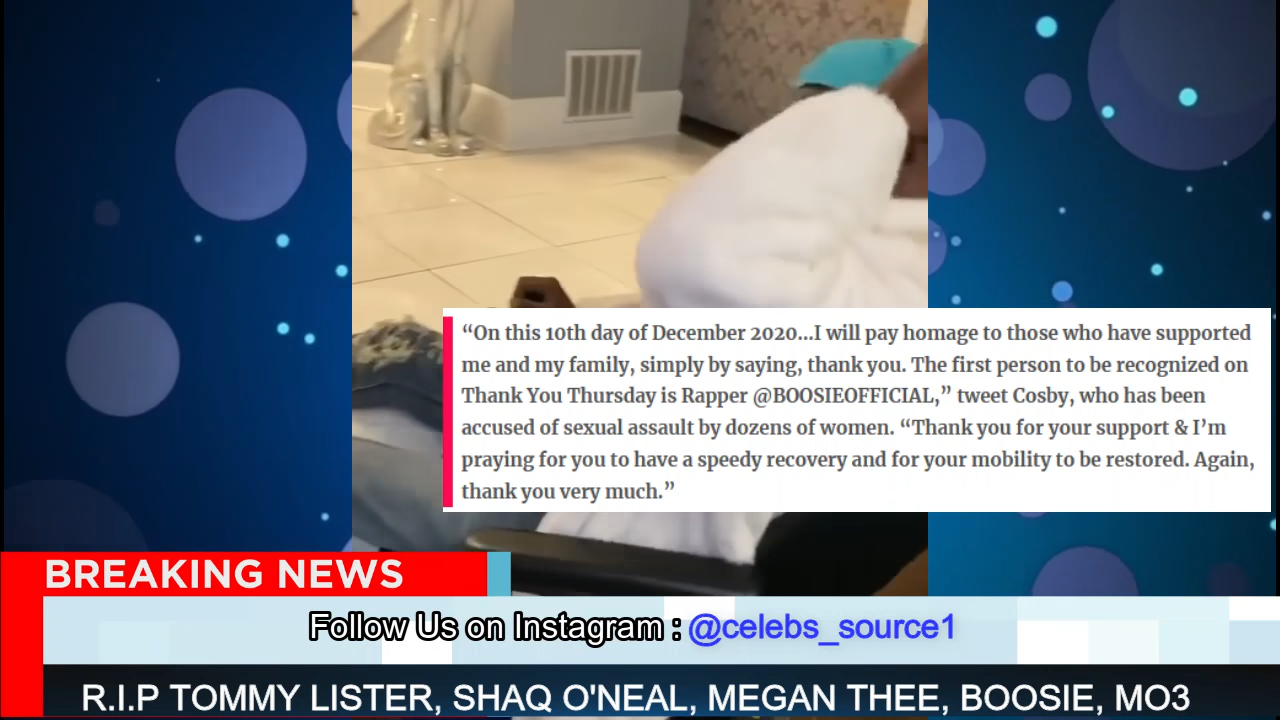 “On this 10th day of December 2020...I will pay homage to those who have supported
me and my family, simply by saying, thank you. The first person to be recognized on
Thank You Thursday is Rapper @BOOSIEOFFICIAL,” tweet Cosby, who has been
accused of sexual assault by dozens of women. “Thank you for your support & I’m
praying for you to have a speedy recovery and for your mobility to be restored. Again,
thank you very much.”
BREAKING NEWS
Follow Us on Instagram : @celebs_source1
R.I.P TOMMY LISTER, SHAQ O'NEAL, MEGAN THEE, BOOSIE, MO3